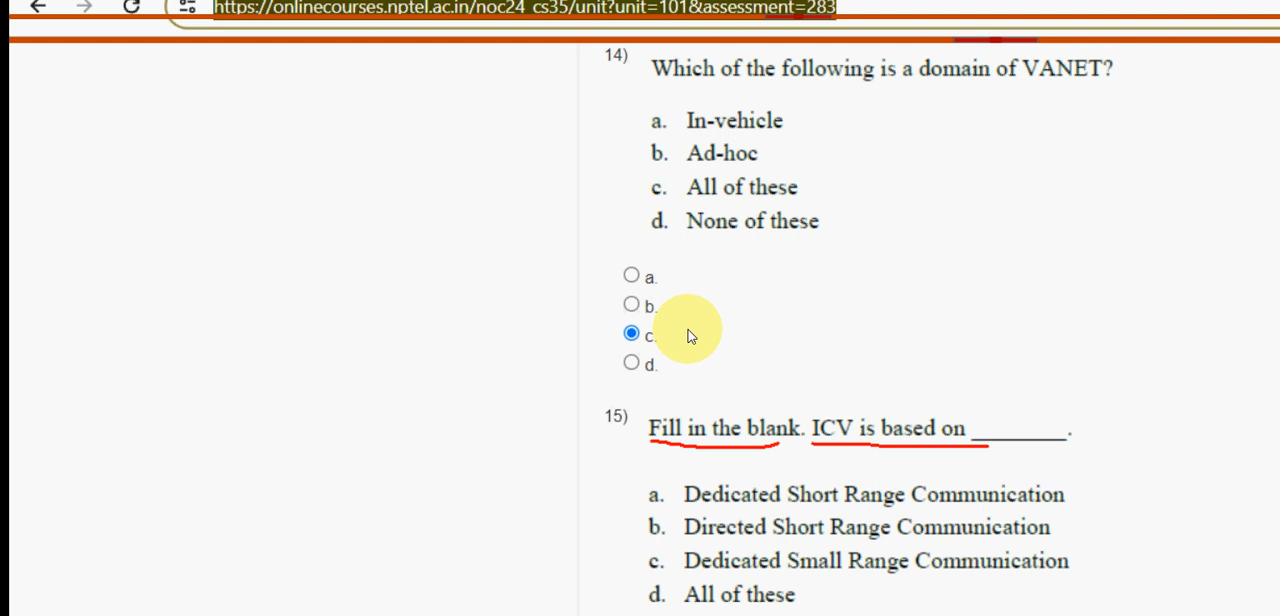 https://onlinecourses.nptel.ac.in/noc24_cs35/unit?unit=101&assessment=283
14) Which of the following is a domain of VANET?
a. In-vehicle
b. Ad-hoc
c. All of these
d. None of these
a.
b.
c.
d.
15) Fill in the blank. ICV is based on ________.
a. Dedicated Short Range Communication
b. Directed Short Range Communication
c. Dedicated Small Range Communication
d. All of these